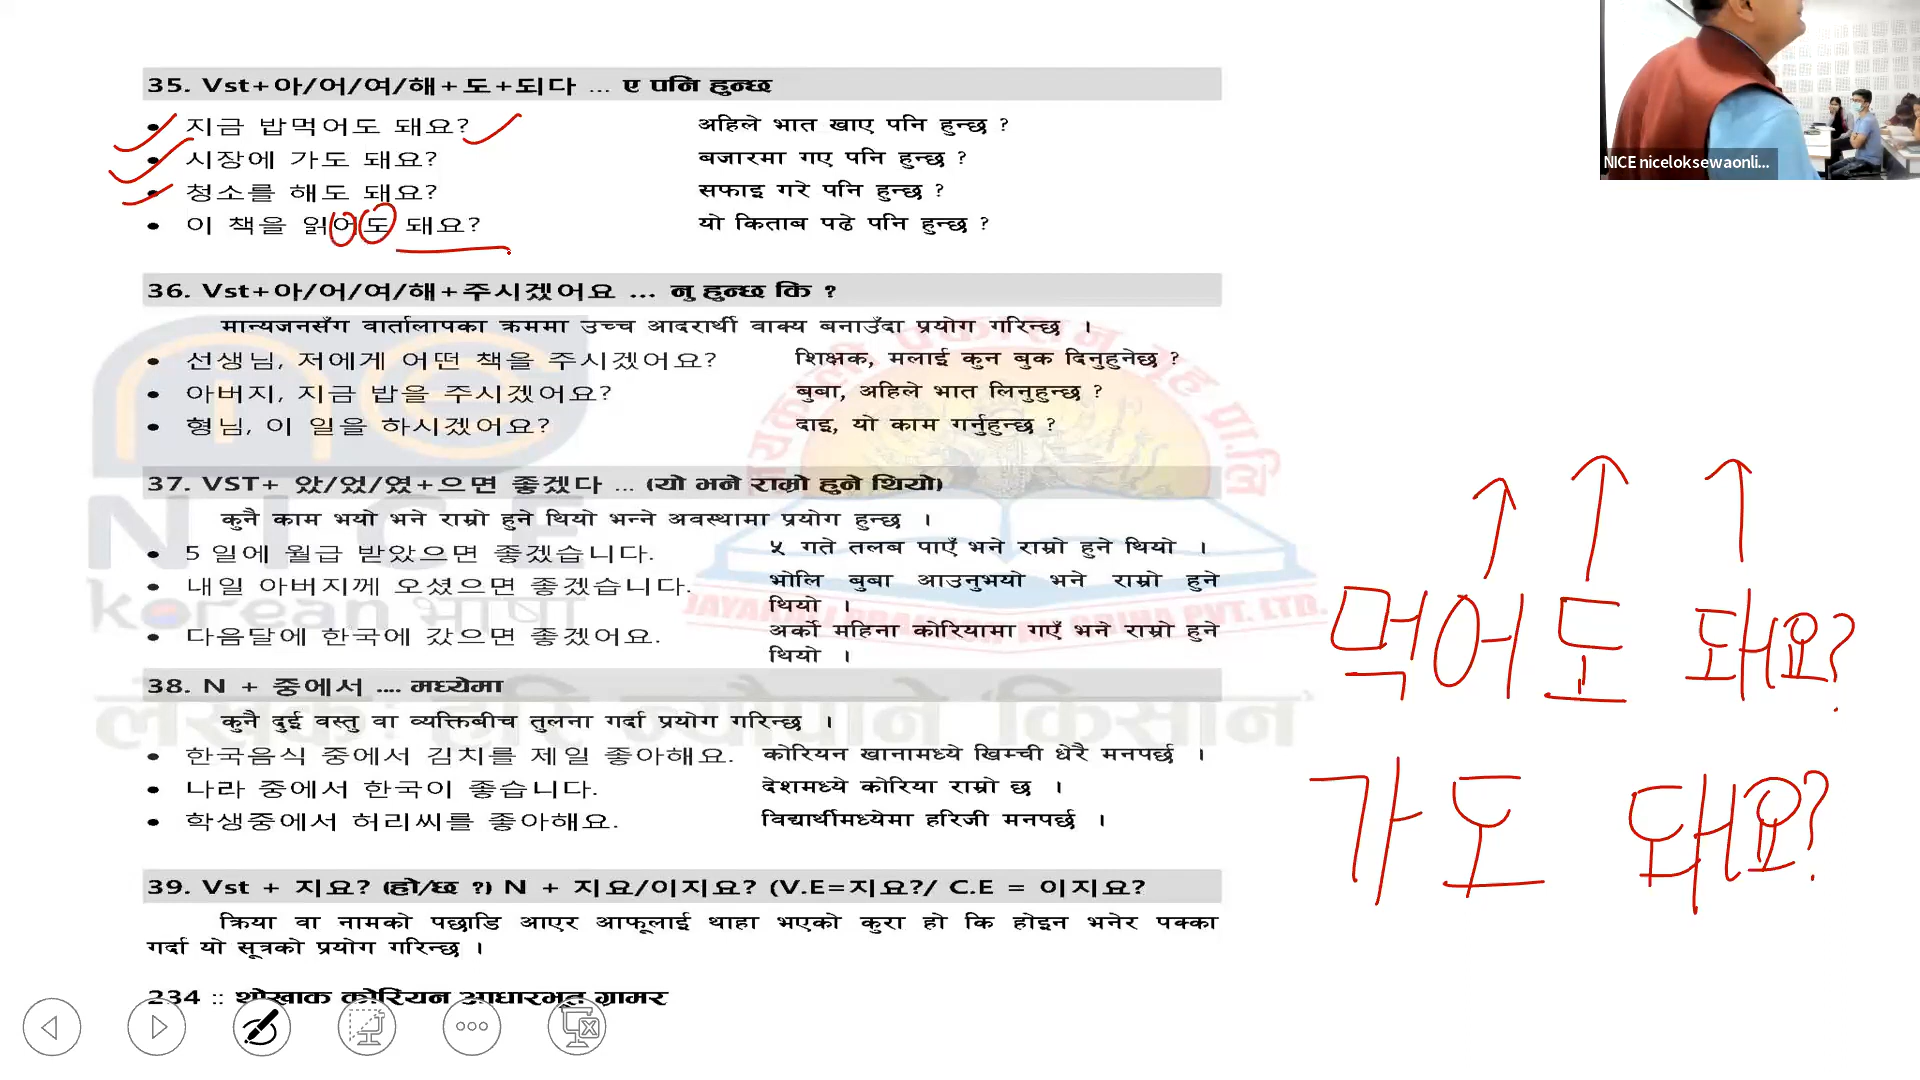 35. Vst+아/어/여/해+도+되다 ... ए पनि हुन्छ
• 지금 밥먹어도 돼요? अहिले भात खाए पनि हुन्छ ?
• 시장에 가도 돼요? बजारमा गए पनि हुन्छ ?
• 청소를 해도 돼요? सफाइ गरे पनि हुन्छ ?
• 이 책을 읽어도 돼요? यो किताब पढे पनि हुन्छ ?
36. Vst+아/어/여/해+주시겠어요 ... नु हुन्छ कि ?
मान्यजनसँग वार्तालापका क्रममा उच्च आदरार्थी वाक्य बनाउँदा प्रयोग गरिन्छ ।
• 선생님, 저에게 어떤 책을 주시겠어요? शिक्षक, मलाई कुन बुक दिनुहुनेछ ?
• 아버지, 지금 밥을 주시겠어요? बुबा, अहिले भात लिनुहुन्छ ?
• 형님, 이 일을 하시겠어요? दाइ, यो काम गर्नुहुन्छ ?
37. VST+ 았/었/였+으면 좋겠다 ... (यो भने राम्रो हुने थियो)
कुनै काम भयो भने राम्रो हुने थियो भन्ने अवस्थामा प्रयोग हुन्छ ।
• 5 일에 월급 받았으면 좋겠습니다. ५ गते तलब पाएँ भने राम्रो हुने थियो ।
• 내일 아버지께 오셨으면 좋겠습니다. भोलि बुबा आउनुभयो भने राम्रो हुने
थियो ।
• 다음달에 한국에 갔으면 좋겠어요. अर्को महिना कोरियामा गएँ भने राम्रो हुने
थियो ।
38. N + 중에서 .... मध्येमा
कुनै दुई वस्तु वा व्यक्तिबीच तुलना गर्दा प्रयोग गरिन्छ ।
• 한국음식 중에서 김치를 제일 좋아해요. कोरियन खानामध्ये खिम्ची धेरै मनपर्छ ।
• 나라 중에서 한국이 좋습니다. देशमध्ये कोरिया राम्रो छ ।
• 학생중에서 허리씨를 좋아해요. विद्यार्थीमध्येमा हरिजी मनपर्छ ।
39. Vst + 지요? (हो/छ ?) N + 지요/이지요? (V.E=지요?/ C.E = 이지요?
क्रिया वा नामको पछाडि आएर आफूलाई थाहा भएको कुरा हो कि होइन भनेर पक्का
गर्दा यो सूत्रको प्रयोग गरिन्छ ।
234 :: थोखाक कोरियन आधारभूत ग्रामर
NICE niceloksewaonli...
먹어도 돼요?
가도 돼요?
NICE
korean भाषा
लेखक: हरि न्यौपाने 'किसान'